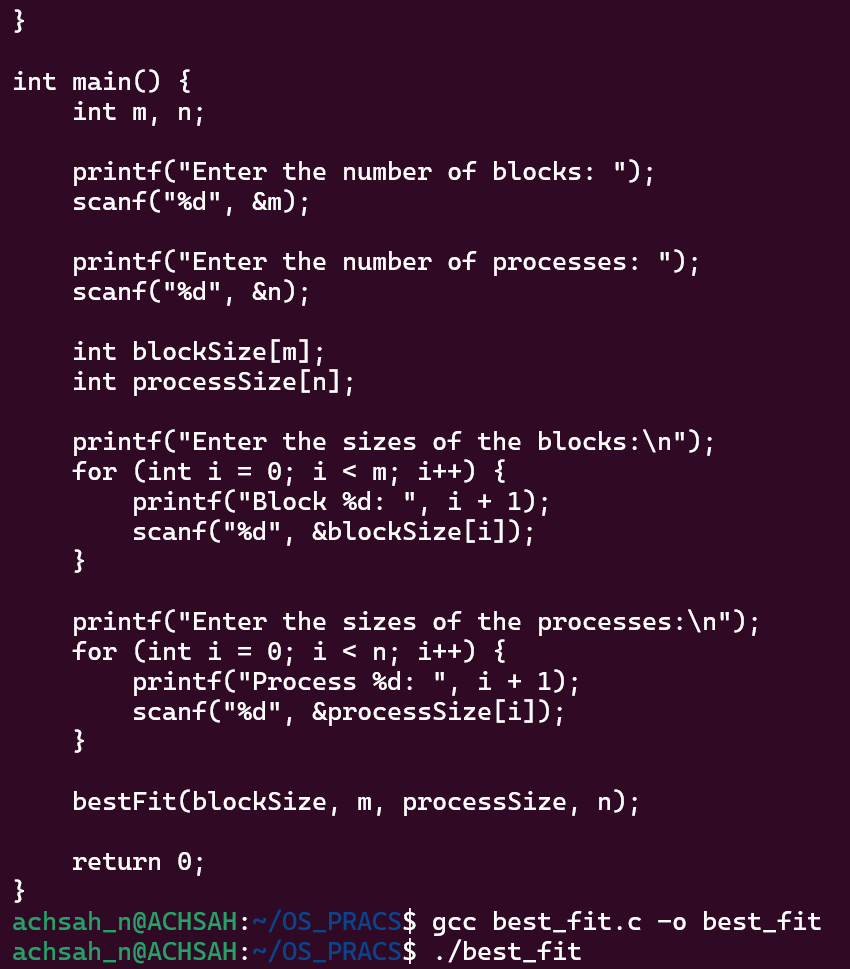 }

int main() {
    int m, n;

    printf("Enter the number of blocks: ");
    scanf("%d", &m);

    printf("Enter the number of processes: ");
    scanf("%d", &n);

    int blockSize[m];
    int processSize[n];

    printf("Enter the sizes of the blocks:\n");
    for (int i = 0; i < m; i++) {
        printf("Block %d: ", i + 1);
        scanf("%d", &blockSize[i]);
    }

    printf("Enter the sizes of the processes:\n");
    for (int i = 0; i < n; i++) {
        printf("Process %d: ", i + 1);
        scanf("%d", &processSize[i]);
    }

    bestFit(blockSize, m, processSize, n);

    return 0;
}
achsah_n@ACHSAH:~/OS_PRACS$ gcc best_fit.c -o best_fit
achsah_n@ACHSAH:~/OS_PRACS$ ./best_fit